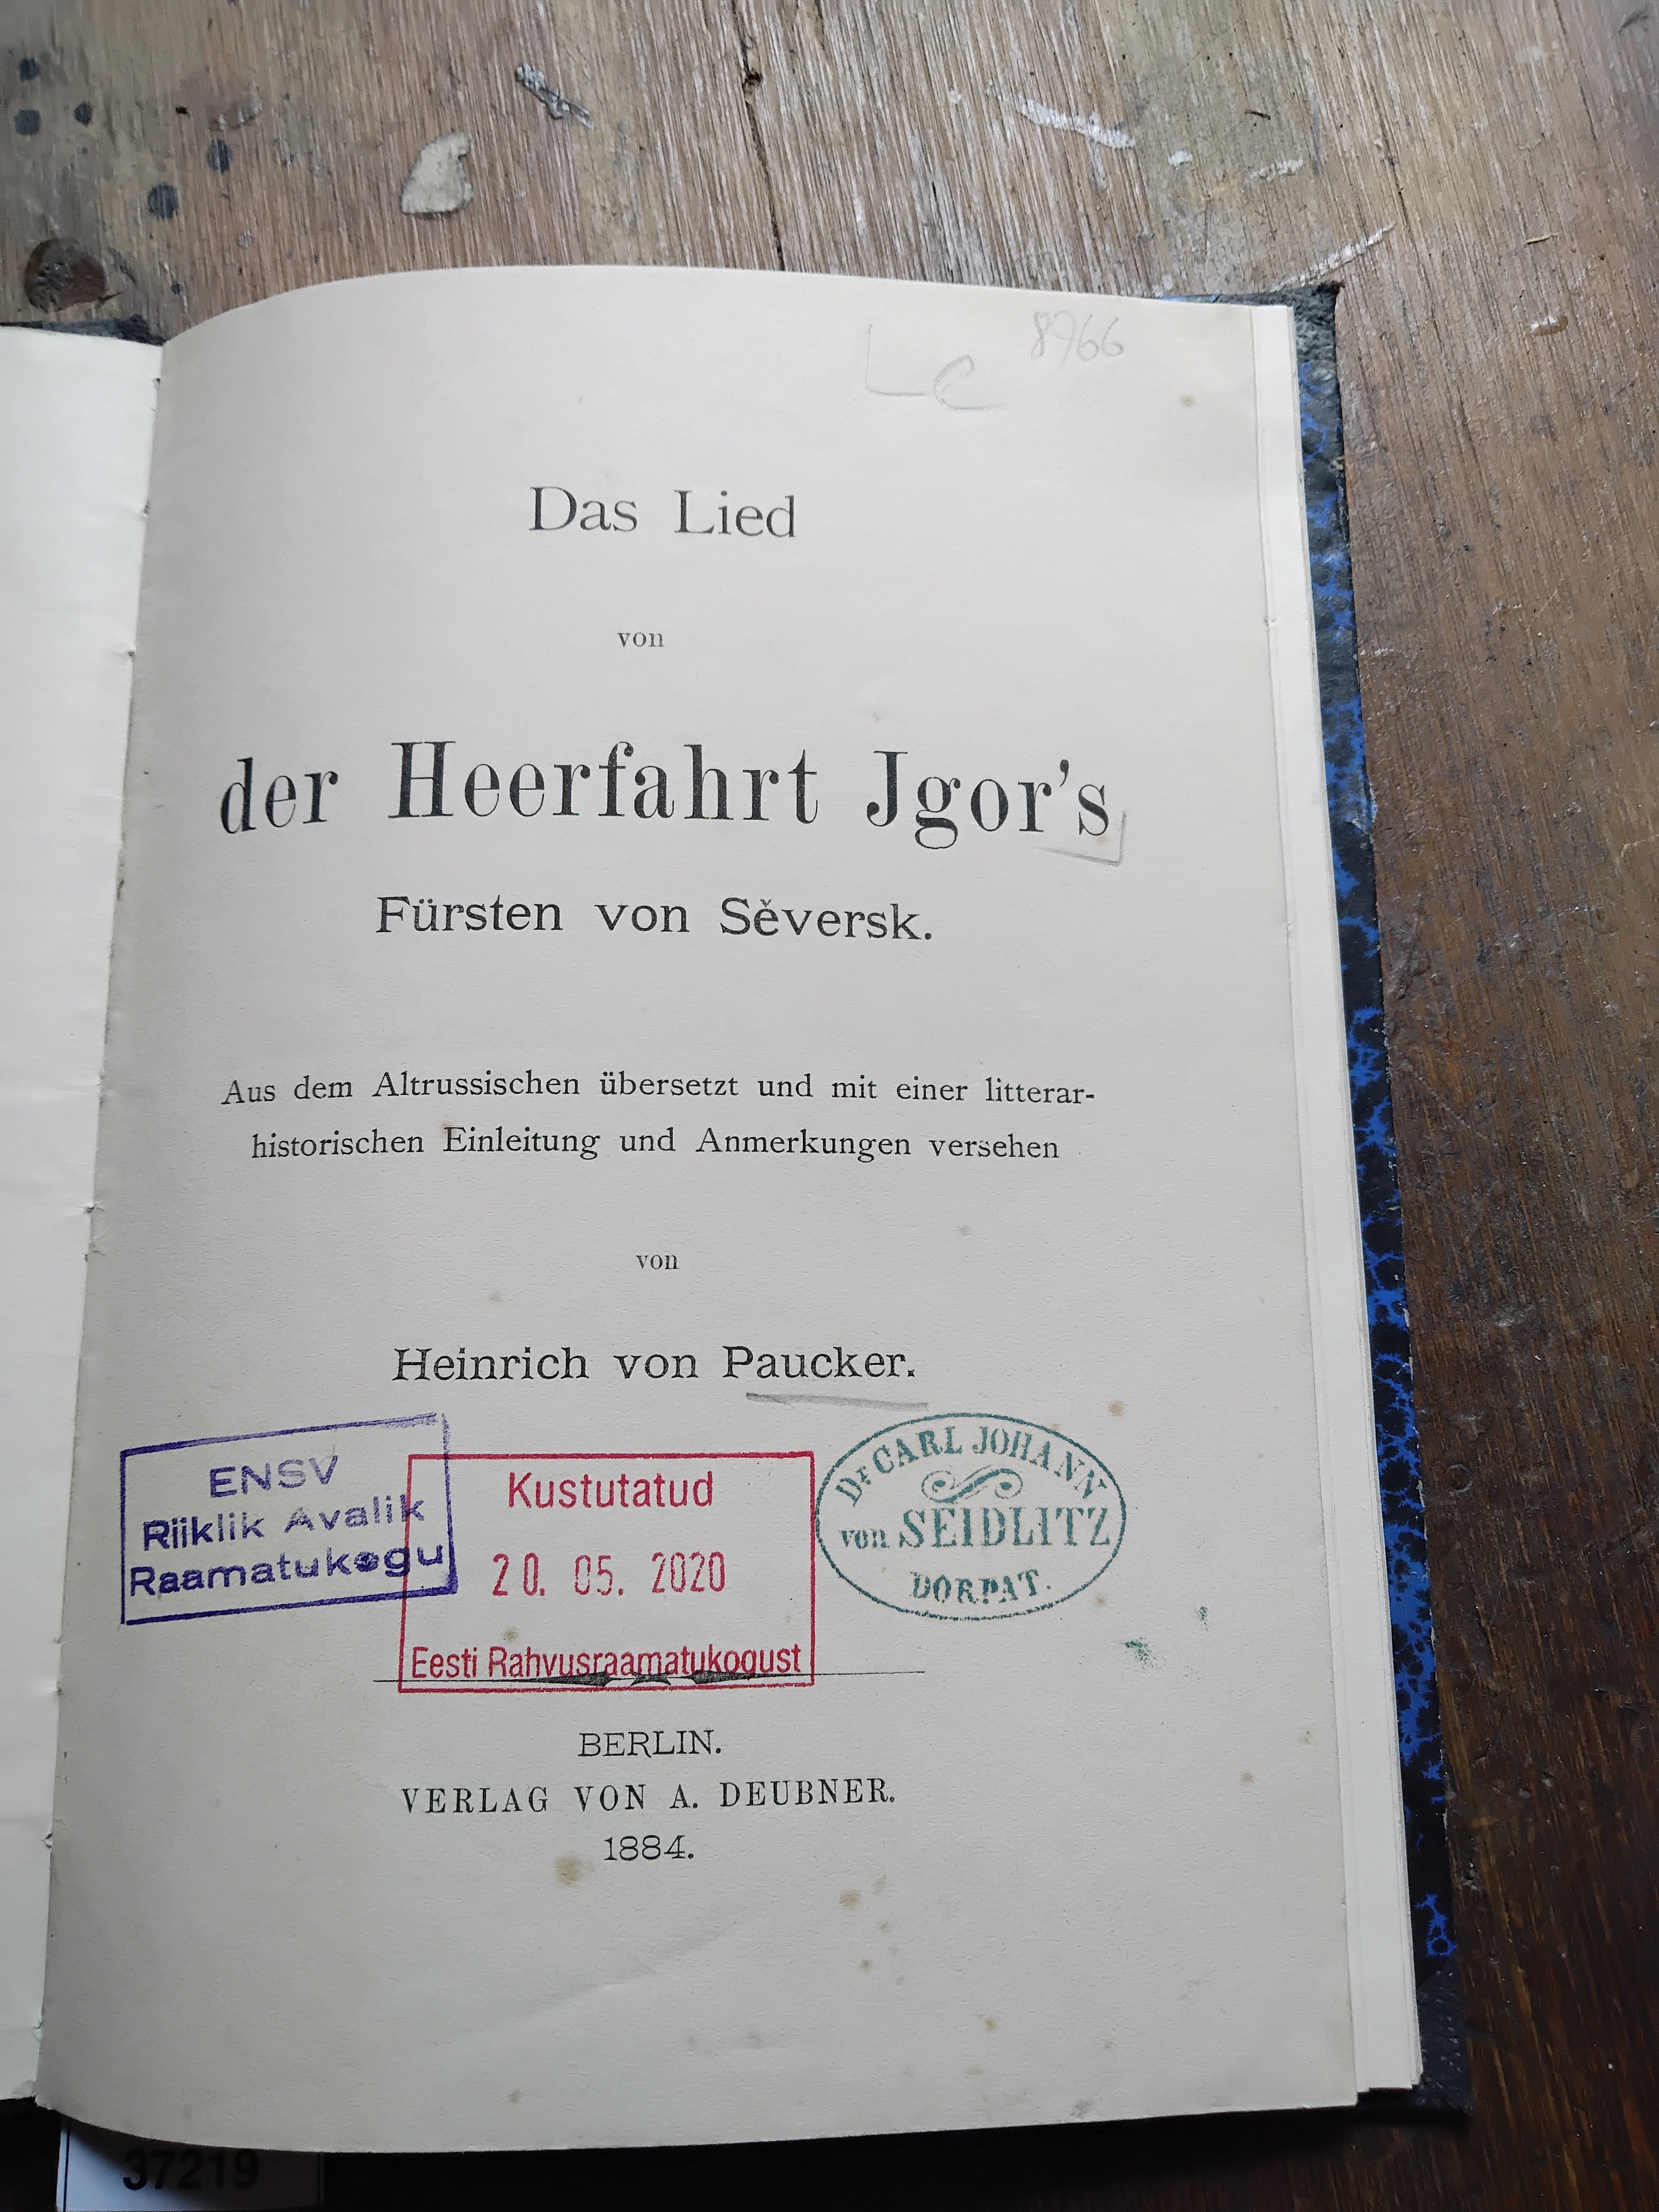 Le 8966
Das Lied
von
der Heerfahrt Jgor's
Fürsten von Sěversk.
Aus dem Altrussischen übersetzt und mit einer litterar-
historischen Einleitung und Anmerkungen versehen
von
Heinrich von Paucker.
ENSV
Riiklik Avalik
Raamatukogu
Kustutatud
20. 05. 2020
Eesti Rahvusraamatukogust
Dr CARL JOHANN
von SEIDLITZ
DORPAT.
BERLIN.
VERLAG VON A. DEUBNER.
1884.
37219